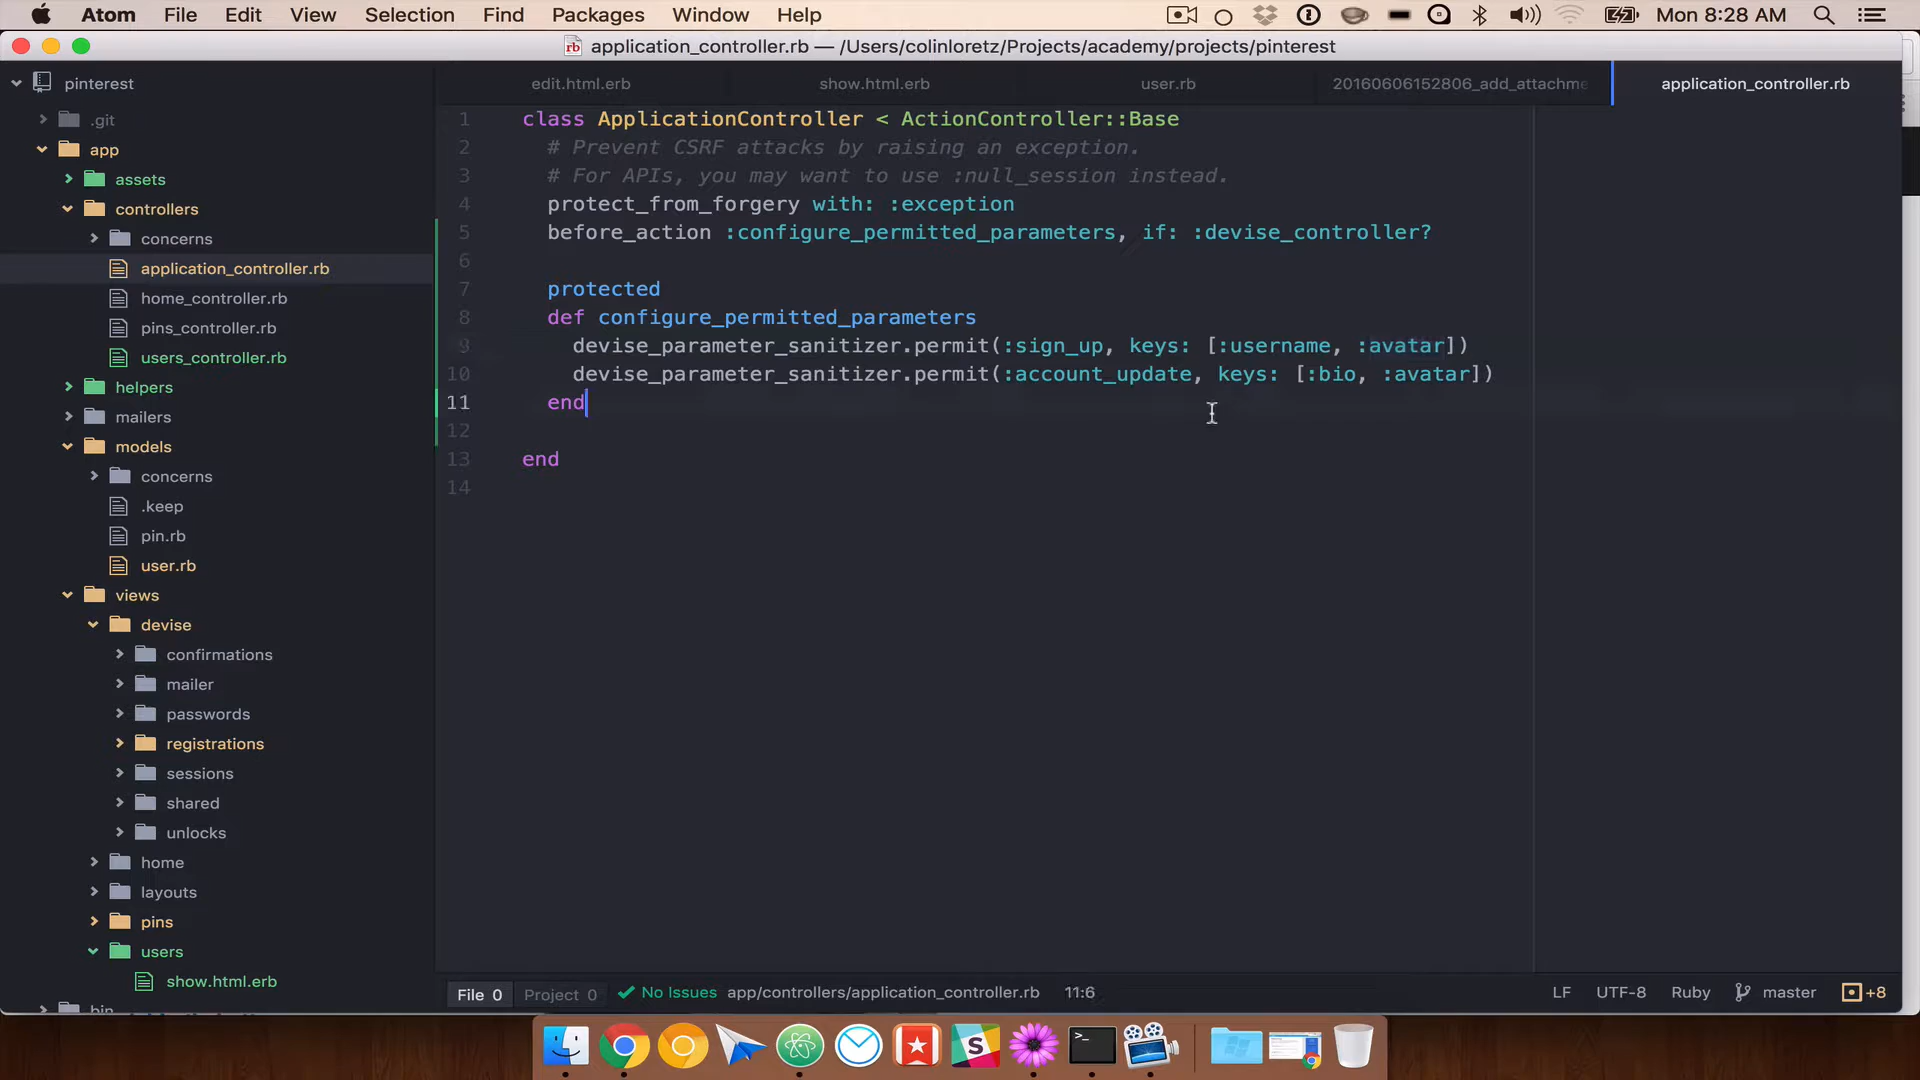 Atom File Edit View Selection Find Packages Window Help Mon 8:28 AM
application_controller.rb — /Users/colinloretz/Projects/academy/projects/pinterest
pinterest
.git
app
assets
controllers
concerns
application_controller.rb
home_controller.rb
pins_controller.rb
users_controller.rb
helpers
mailers
models
concerns
.keep
pin.rb
user.rb
views
devise
confirmations
mailer
passwords
registrations
sessions
shared
unlocks
home
layouts
pins
users
show.html.erb
bin
edit.html.erb show.html.erb user.rb 20160606152806_add_attachme application_controller.rb
1 class ApplicationController < ActionController::Base
2 # Prevent CSRF attacks by raising an exception.
3 # For APIs, you may want to use :null_session instead.
4 protect_from_forgery with: :exception
5 before_action :configure_permitted_parameters, if: :devise_controller?
6
7 protected
8 def configure_permitted_parameters
9 devise_parameter_sanitizer.permit(:sign_up, keys: [:username, :avatar])
10 devise_parameter_sanitizer.permit(:account_update, keys: [:bio, :avatar])
11 end
12
13 end
14
File 0 Project 0 No Issues app/controllers/application_controller.rb 11:6 LF UTF-8 Ruby master +8